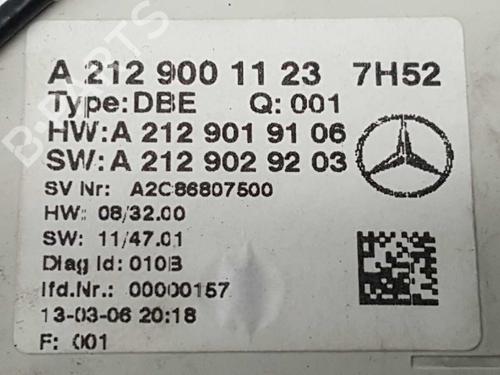 A 212 900 11 23 7H52
Type: DBE Q: 001
HW: A 212 901 91 06
SW: A 212 902 92 03
SV Nr: A2C86807500
HW: 08/32.00
SW: 11/47.01
Diag Id: 010B
lfd.Nr.: 00000157
13-03-06 20:18
F: 001
B-PARTS